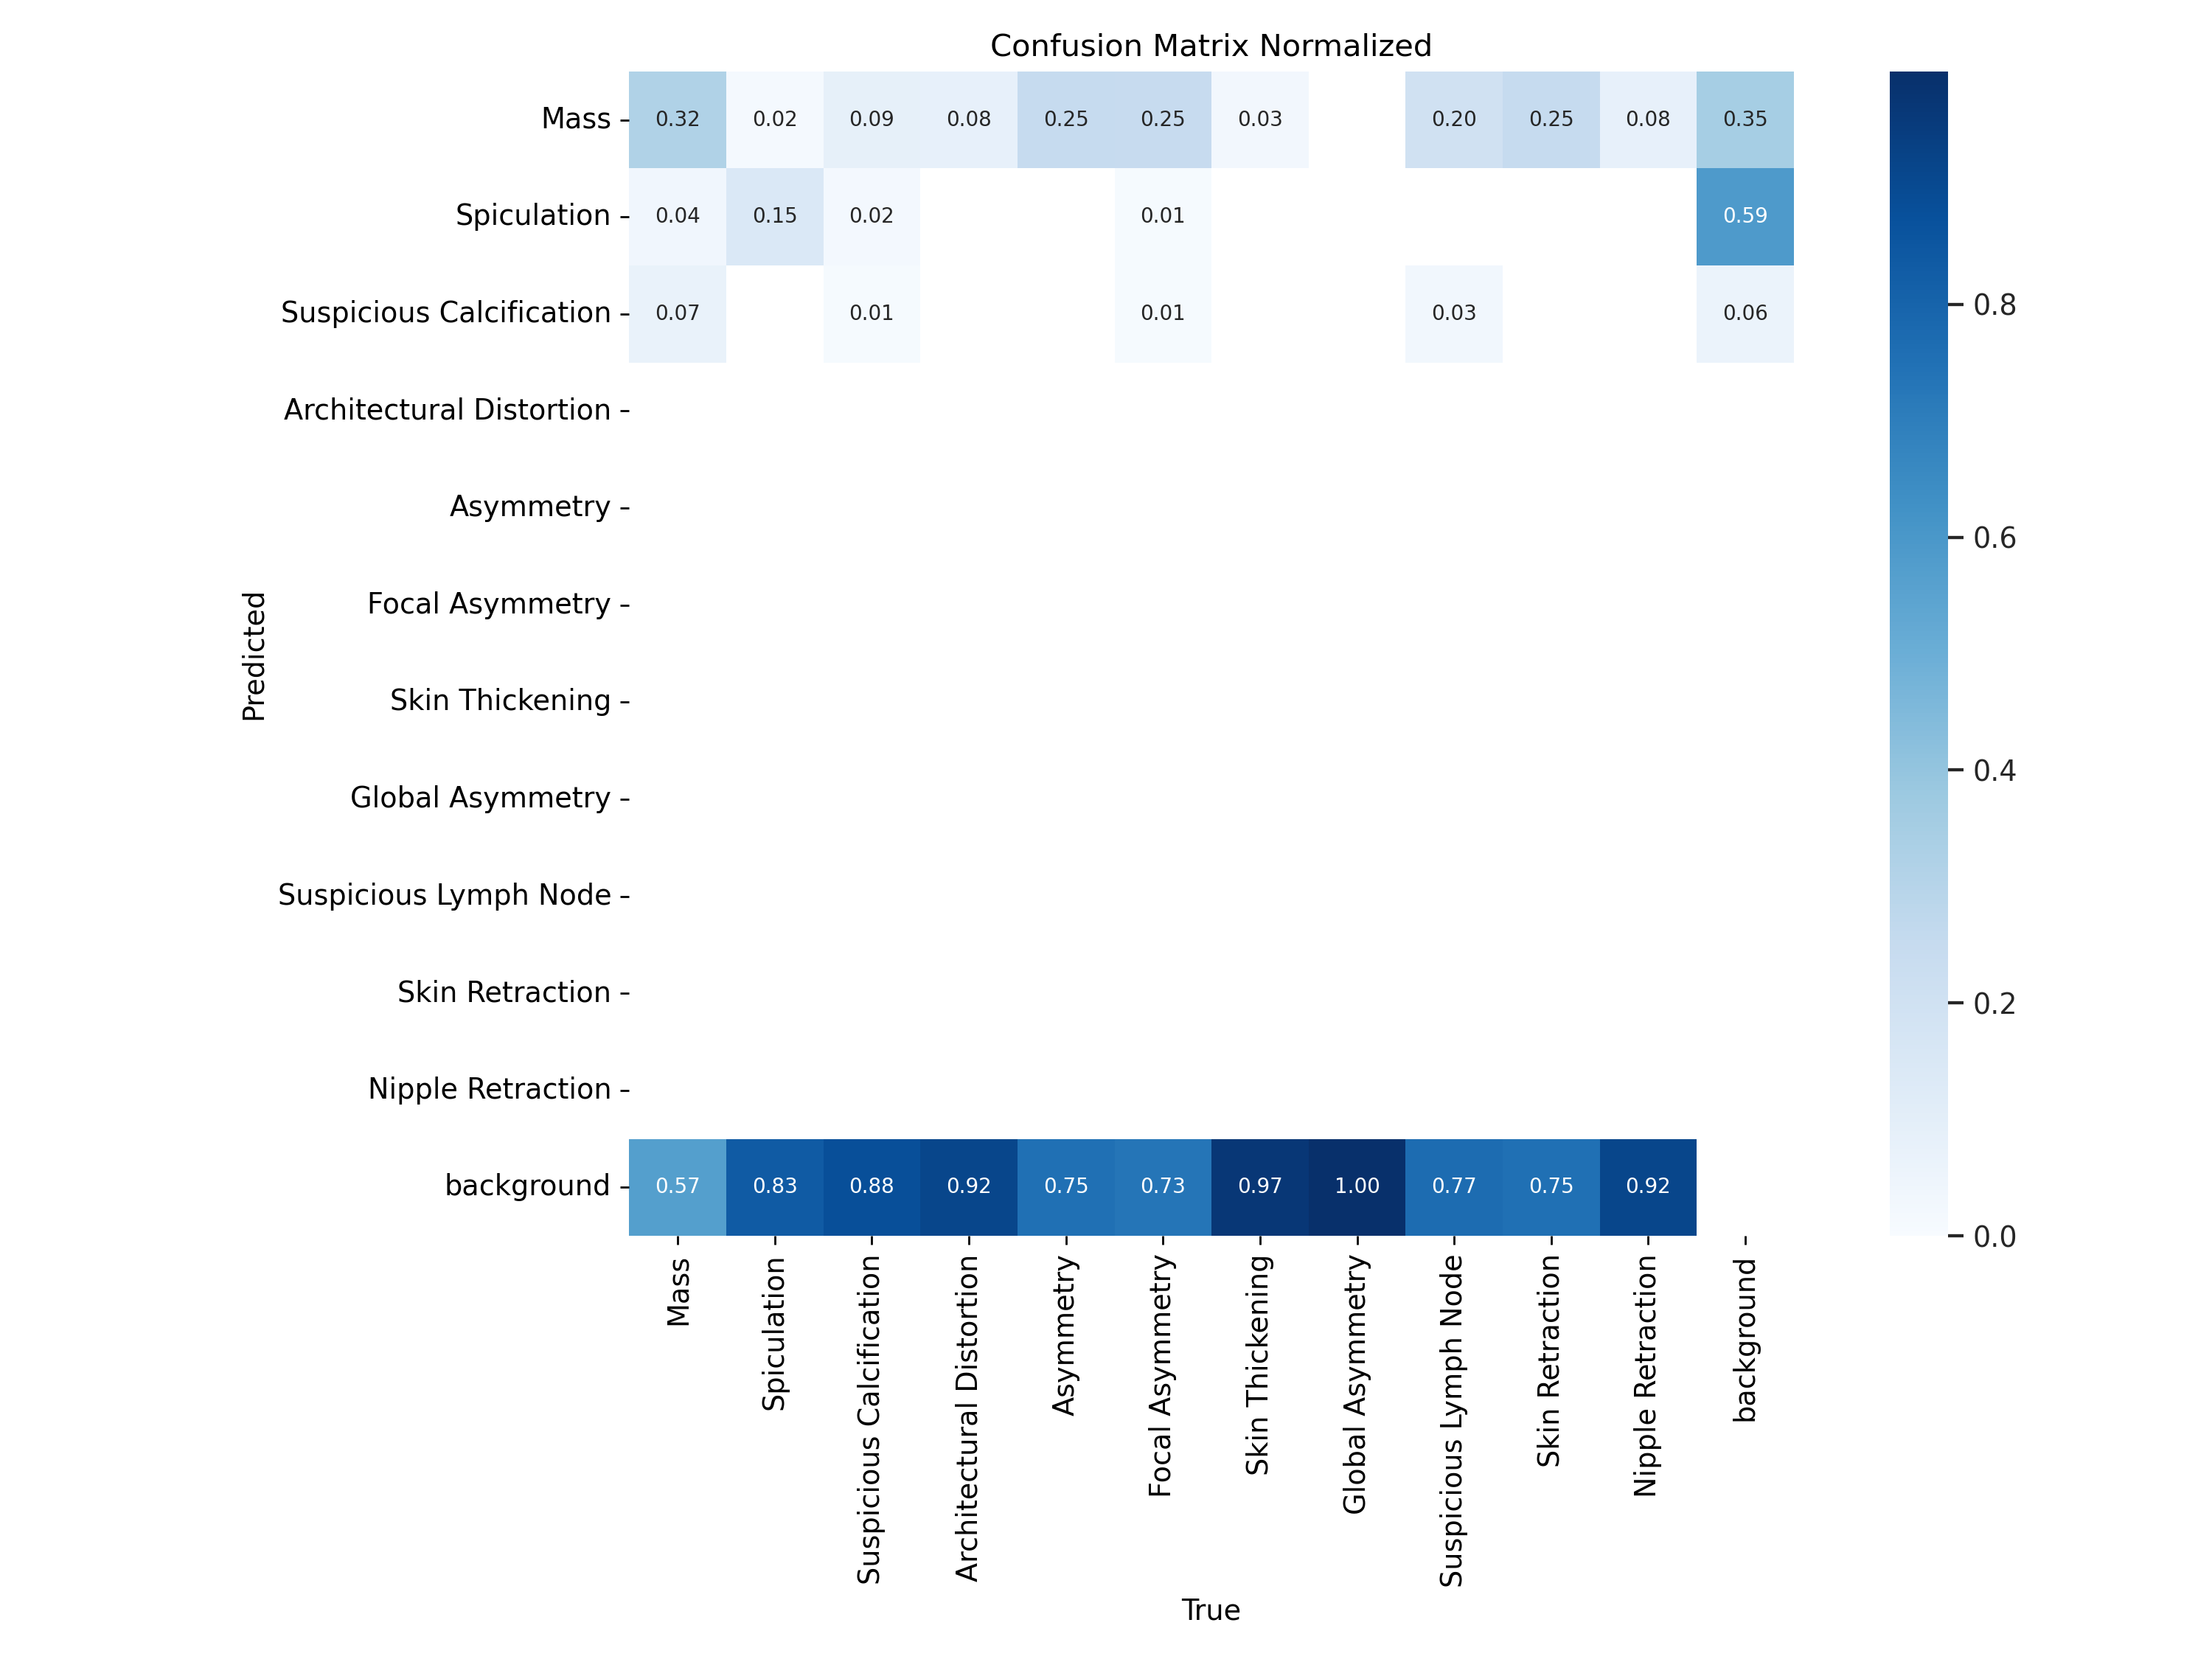 Confusion Matrix Normalized
Mass 0.32 0.02 0.09 0.08 0.25 0.25 0.03 0.20 0.25 0.08 0.35
Spiculation 0.04 0.15 0.02 0.01 0.59
Suspicious Calcification 0.07 0.01 0.01 0.03 0.06
Architectural Distortion
Asymmetry
Focal Asymmetry
Skin Thickening
Global Asymmetry
Suspicious Lymph Node
Skin Retraction
Nipple Retraction
background 0.57 0.83 0.88 0.92 0.75 0.73 0.97 1.00 0.77 0.75 0.92
Predicted
Mass
Spiculation
Suspicious Calcification
Architectural Distortion
Asymmetry
Focal Asymmetry
Skin Thickening
Global Asymmetry
Suspicious Lymph Node
Skin Retraction
Nipple Retraction
background
True
0.8
0.6
0.4
0.2
0.0